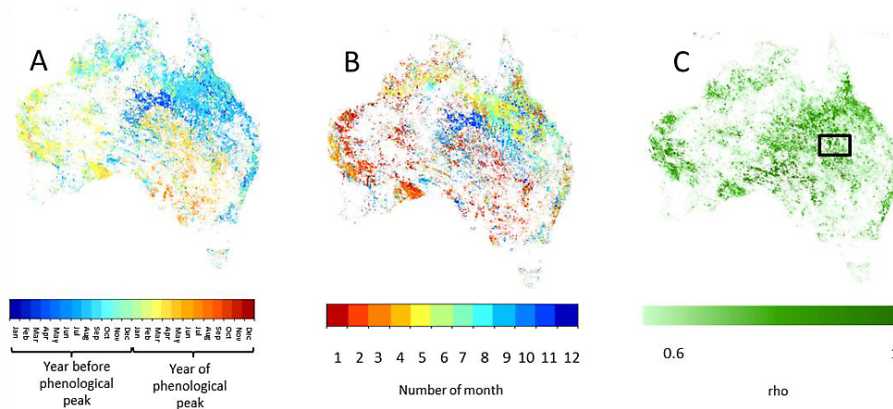 A
B
C
Jan Feb Mar Apr May Jun Jul Aug Sep Oct Nov Dec Jan Feb Mar Apr May Jun Jul Aug Sep Oct Nov Dec
Year before phenological peak
Year of phenological peak
1 2 3 4 5 6 7 8 9 10 11 12
Number of month
0.6 1
rho